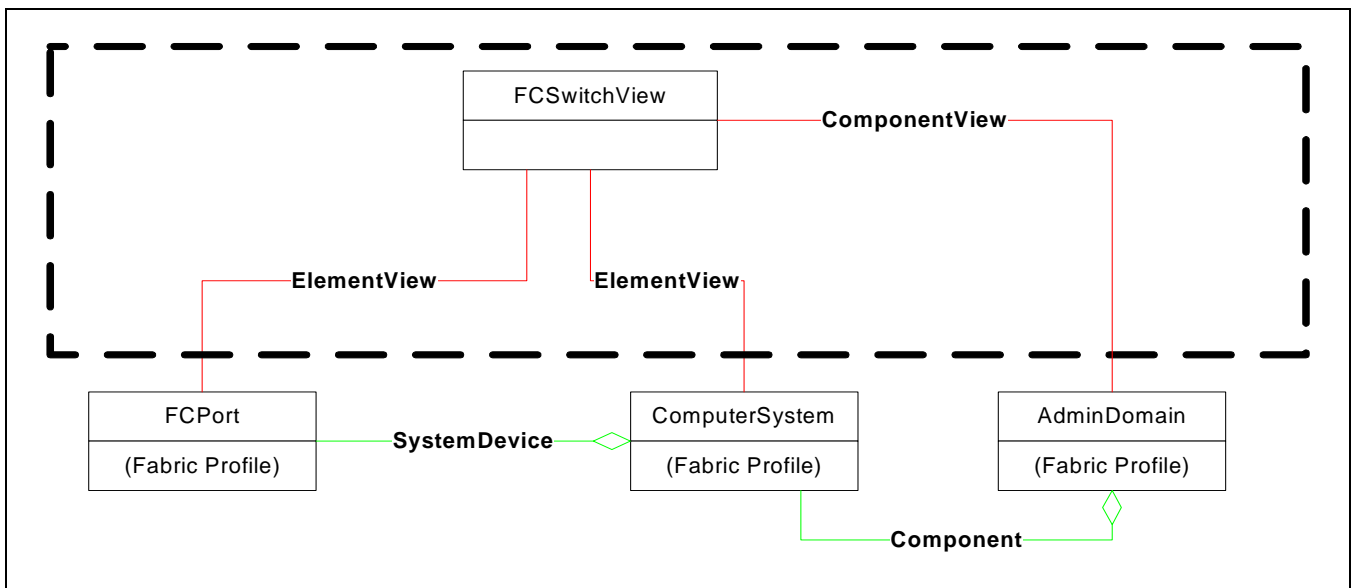 FCSwitchView
ComponentView
ElementView
ElementView
FCPort
(Fabric Profile)
SystemDevice
ComputerSystem
(Fabric Profile)
AdminDomain
(Fabric Profile)
Component